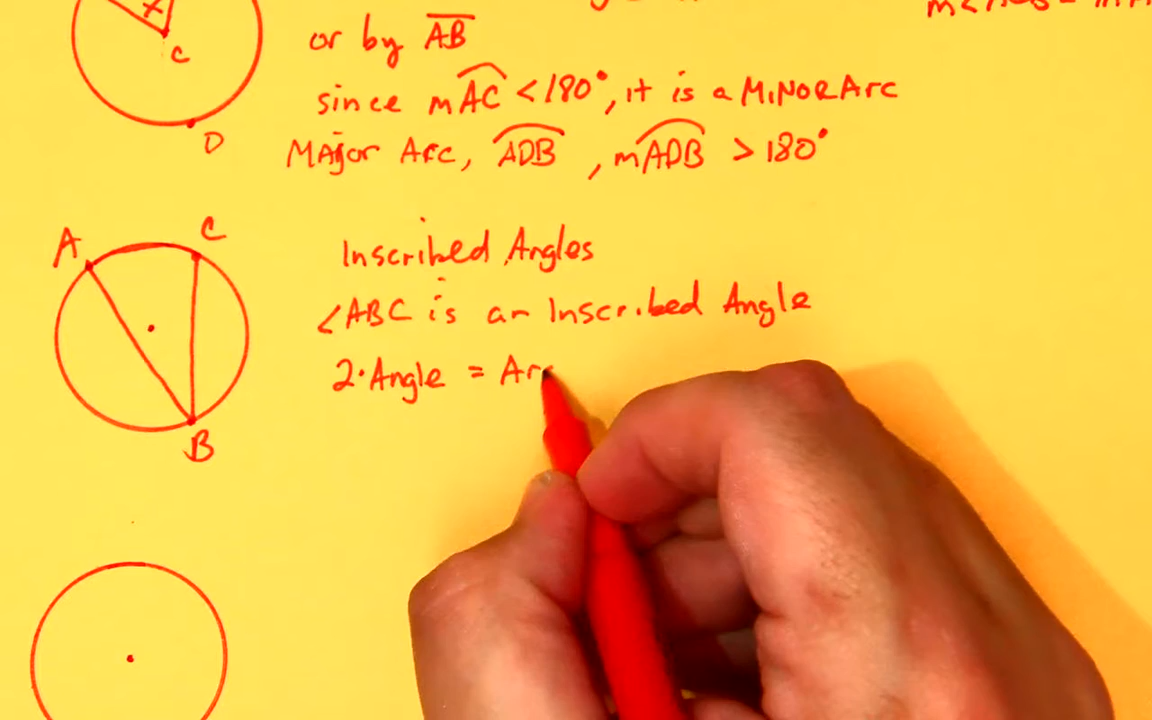 x
C
D
or by AB
since mAC < 180°, it is a MINOR Arc
MAjor Arc, ADB , mADB > 180°
A
C
B
Inscribed Angles
<ABC is an Inscribed Angle
2·Angle = Arc